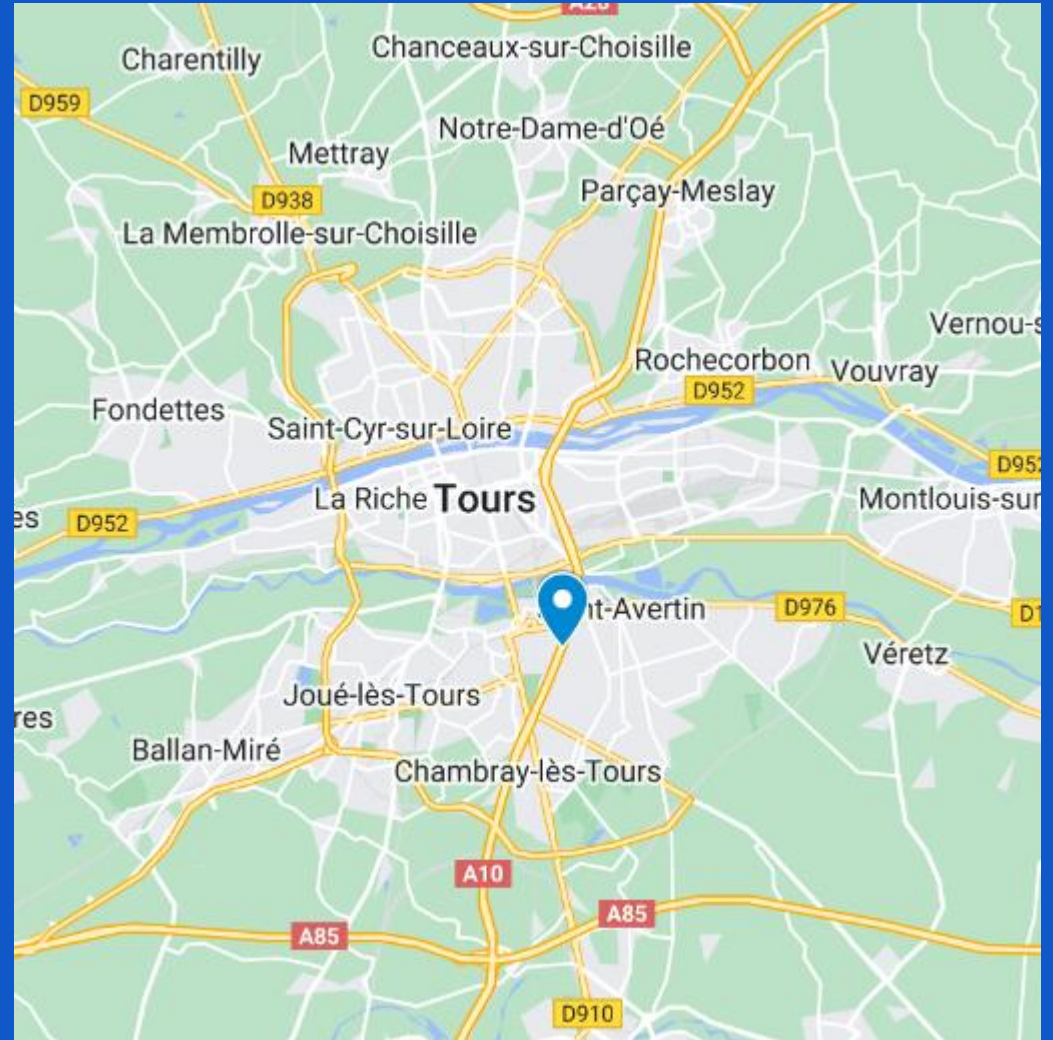 A28
Chanceaux-sur-Choisille
Charentilly
D959
Notre-Dame-d'Oé
Mettray
Parçay-Meslay
D938
La Membrolle-sur-Choisille
Vernou-s
Rochecorbon
Vouvray
D952
Fondettes
Saint-Cyr-sur-Loire
D952
La Riche
Tours
Montlouis-sur
es
D952
nt-Avertin
D976
D1
Véretz
Joué-lès-Tours
res
Ballan-Miré
Chambray-lès-Tours
A10
A85
A85
D910